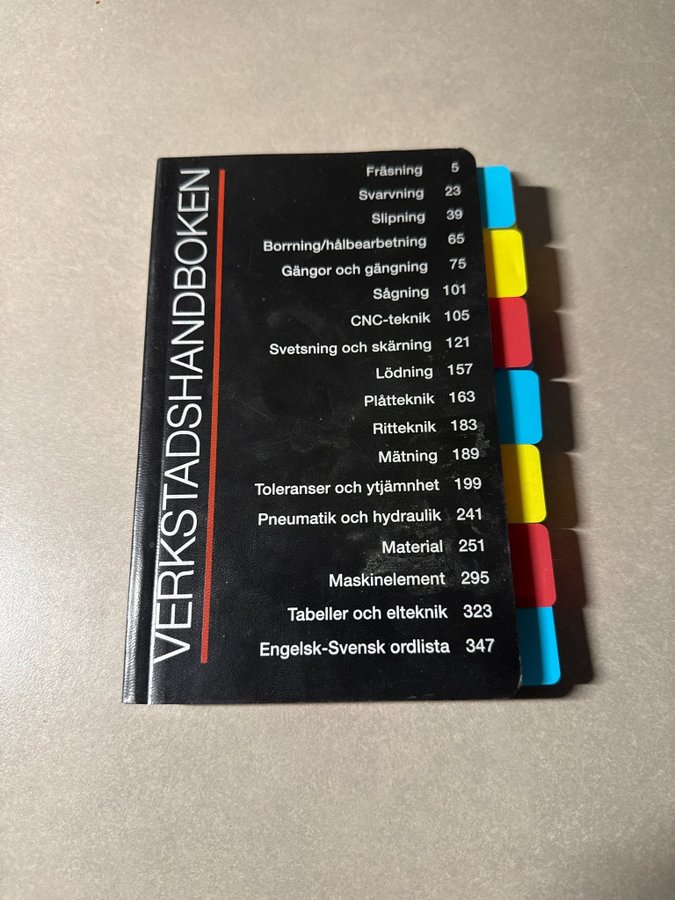 VERKSTADSHANDBOKEN
Fräsning 5
Svarvning 23
Slipning 39
Borrning/hålbearbetning 65
Gängor och gängning 75
Sågning 101
CNC-teknik 105
Svetsning och skärning 121
Lödning 157
Plåtteknik 163
Ritteknik 183
Mätning 189
Toleranser och ytjämnhet 199
Pneumatik och hydraulik 241
Material 251
Maskinelement 295
Tabeller och elteknik 323
Engelsk-Svensk ordlista 347